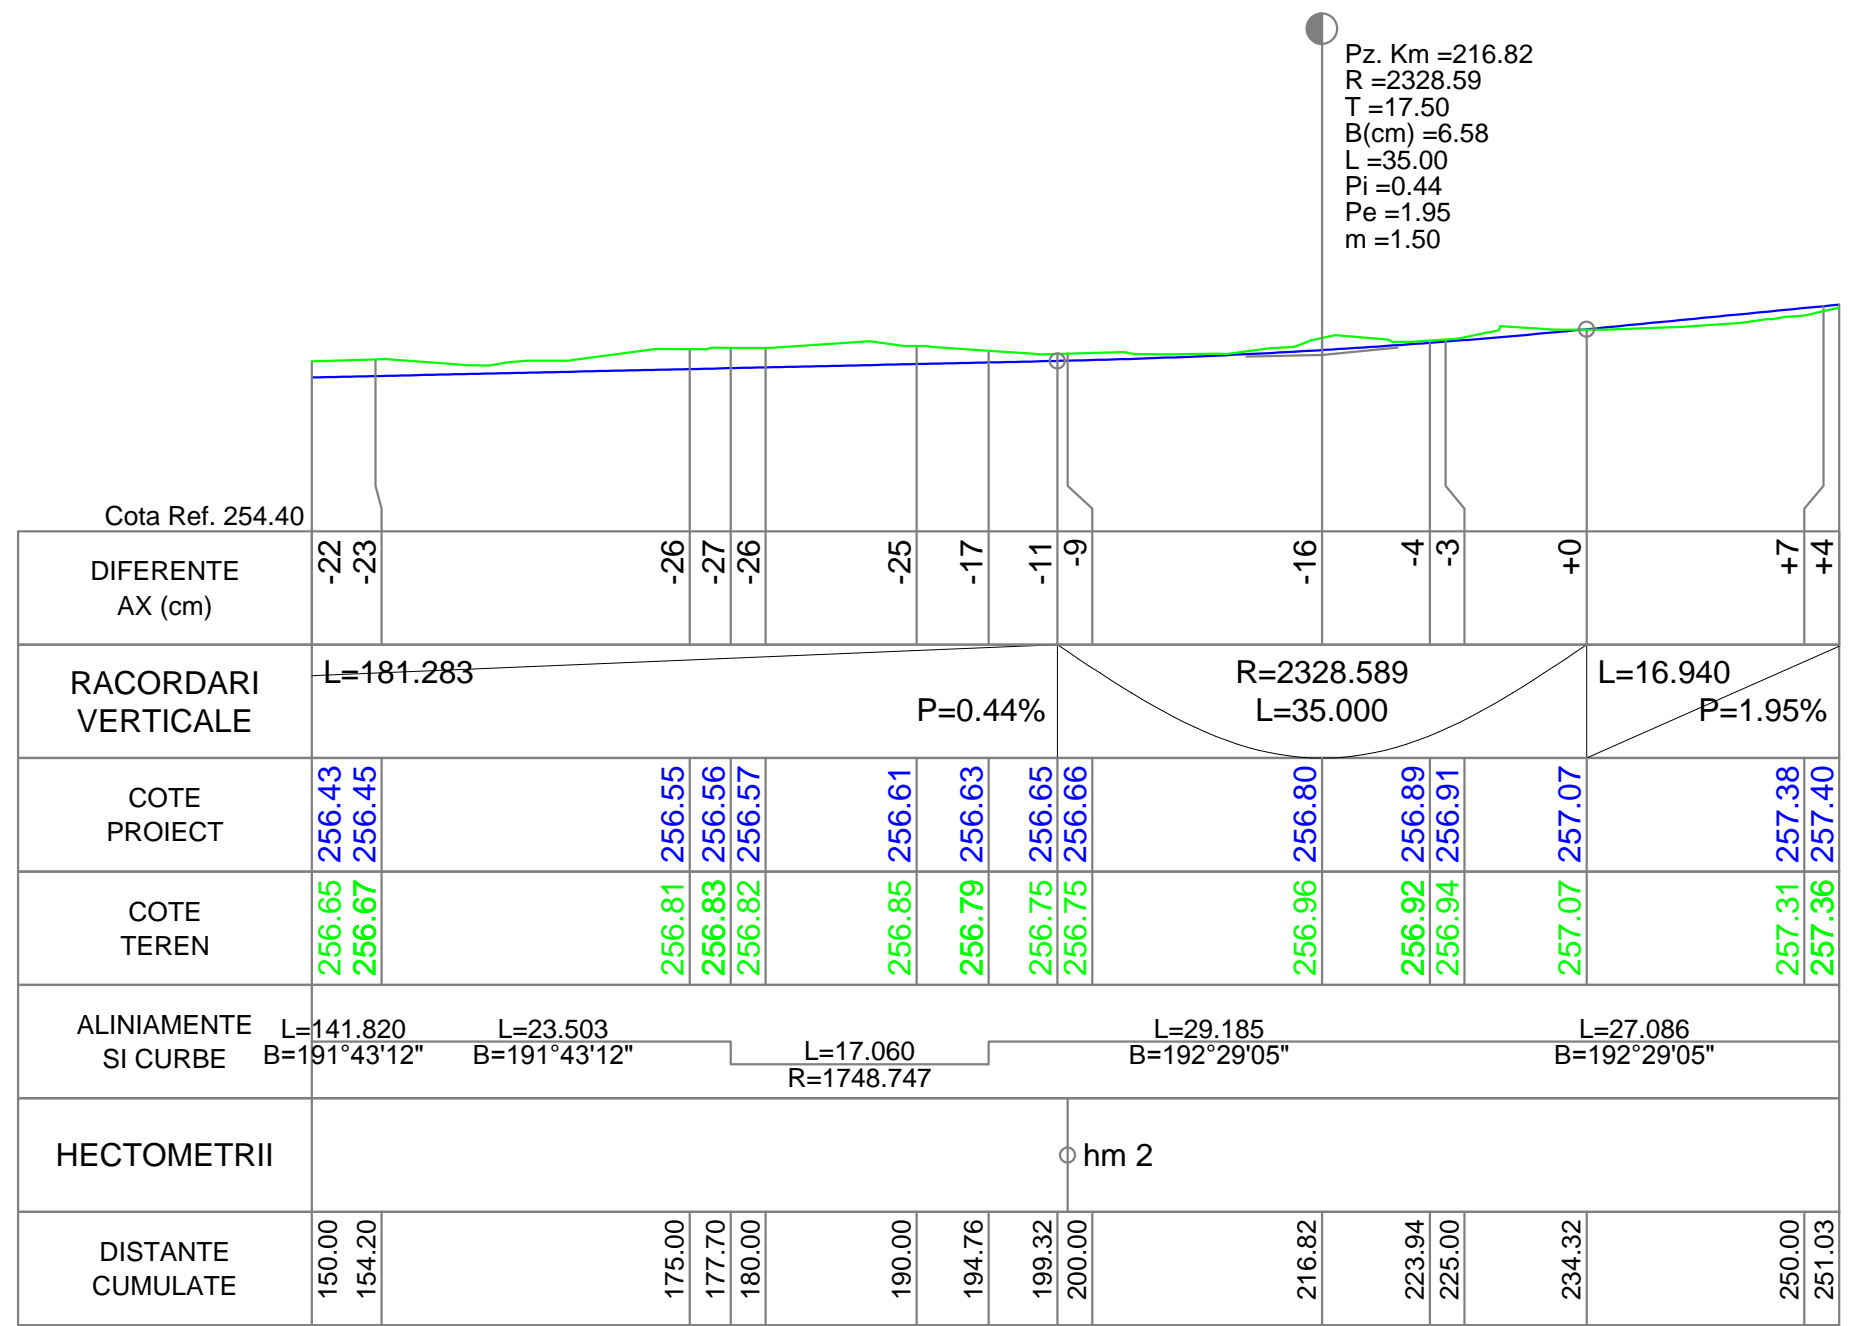 Pz. Km =216.82
R =2328.59
T =17.50
B(cm) =6.58
L =35.00
Pi =0.44
Pe =1.95
m =1.50
Cota Ref. 254.40
DIFERENTE
AX (cm)
-22 -23 -26 -27 -26 -25 -17 -11 -9 -16 -4 -3 +0 +7 +4
RACORDARI
VERTICALE
L=181.283
P=0.44%
R=2328.589
L=35.000
L=16.940
P=1.95%
COTE
PROIECT
256.43 256.45 256.55 256.56 256.57 256.61 256.63 256.65 256.66 256.80 256.89 256.91 257.07 257.38 257.40
COTE
TEREN
256.65 256.67 256.81 256.83 256.82 256.85 256.79 256.75 256.75 256.96 256.92 256.94 257.07 257.31 257.36
ALINIAMENTE
SI CURBE
L=141.820
B=191°43'12"
L=23.503
B=191°43'12"
L=17.060
R=1748.747
L=29.185
B=192°29'05"
L=27.086
B=192°29'05"
HECTOMETRII
hm 2
DISTANTE
CUMULATE
150.00 154.20 175.00 177.70 180.00 190.00 194.76 199.32 200.00 216.82 223.94 225.00 234.32 250.00 251.03